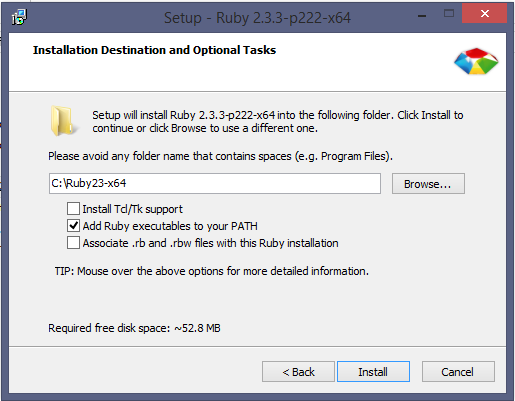 Setup - Ruby 2.3.3-p222-x64
Installation Destination and Optional Tasks
Setup will install Ruby 2.3.3-p222-x64 into the following folder. Click Install to
continue or click Browse to use a different one.
Please avoid any folder name that contains spaces (e.g. Program Files).
C:\Ruby23-x64
Browse...
Install Tcl/Tk support
Add Ruby executables to your PATH
Associate .rb and .rbw files with this Ruby installation
TIP: Mouse over the above options for more detailed information.
Required free disk space: ~52.8 MB
< Back
Install
Cancel